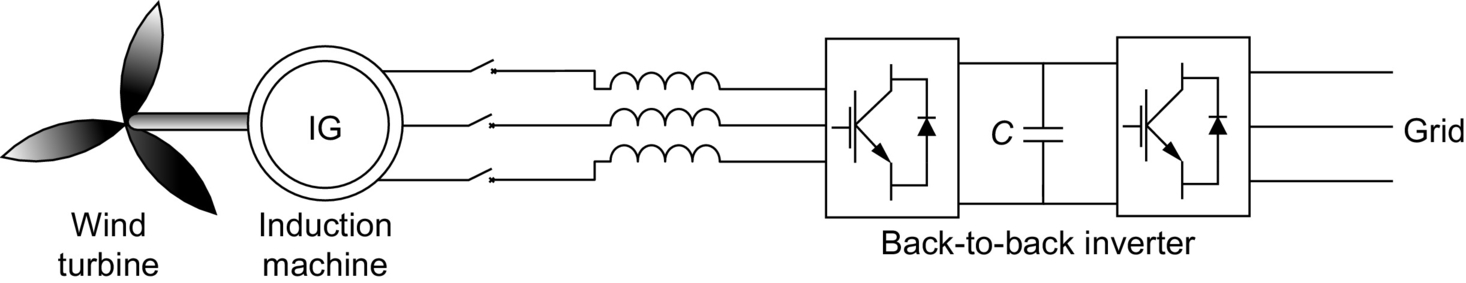 IG
C
Grid
Wind
turbine
Induction
machine
Back-to-back inverter